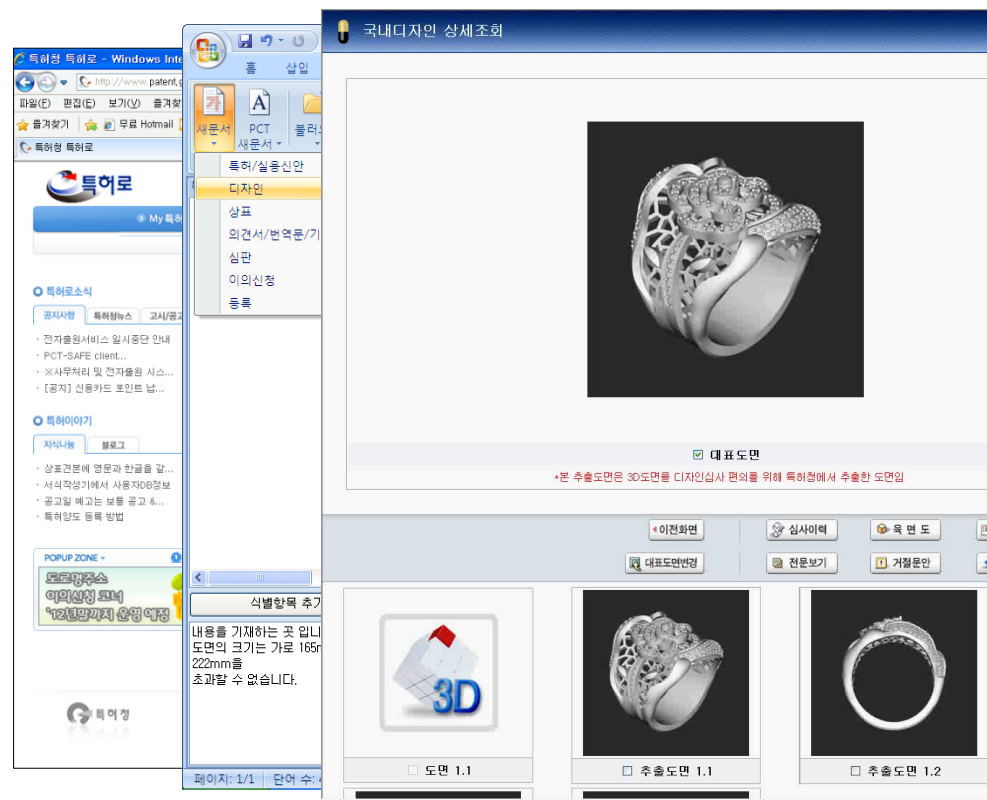 특허청 특허로 - Windows Inte
http://www.patent.g
파일(F) 편집(E) 보기(V) 즐겨찾
즐겨찾기 무료 Hotmail
특허청 특허로
특허로
My특허
특허로소식
공지사항 특허청뉴스 고시/공고
· 전자출원서비스 일시중단 안내
· PCT-SAFE client...
· ※사무처리 및 전자출원 시스...
· [공지] 신용카드 포인트 납...
특허이야기
지식나눔 블로그
· 상표견본에 영문과 한글을 같...
· 서식작성기에서 사용자DB정보
· 공고일 예고는 보통 공고 &...
· 특허양도 등록 방법
POPUP ZONE
도로명주소
이의신청 코너
'12년말까지 운영 예정
특허청
홈 삽입
새문서
PCT
새문서
불러오
특허/실용신안
디자인
상표
의견서/번역문/기
심판
이의신청
등록
식별항목 추가
내용을 기재하는 곳 입니
도면의 크기는 가로 165m
222mm을
초과할 수 없습니다.
페이지: 1/1 단어 수: 4
국내디자인 상세조회
대표도면
*본 추출도면은 3D도면을 디자인심사 편의를 위해 특허청에서 추출한 도면임
이전화면 심사이력 육 면 도
대표도면변경 전문보기 거절문안
3D
도면 1.1
추출도면 1.1
추출도면 1.2